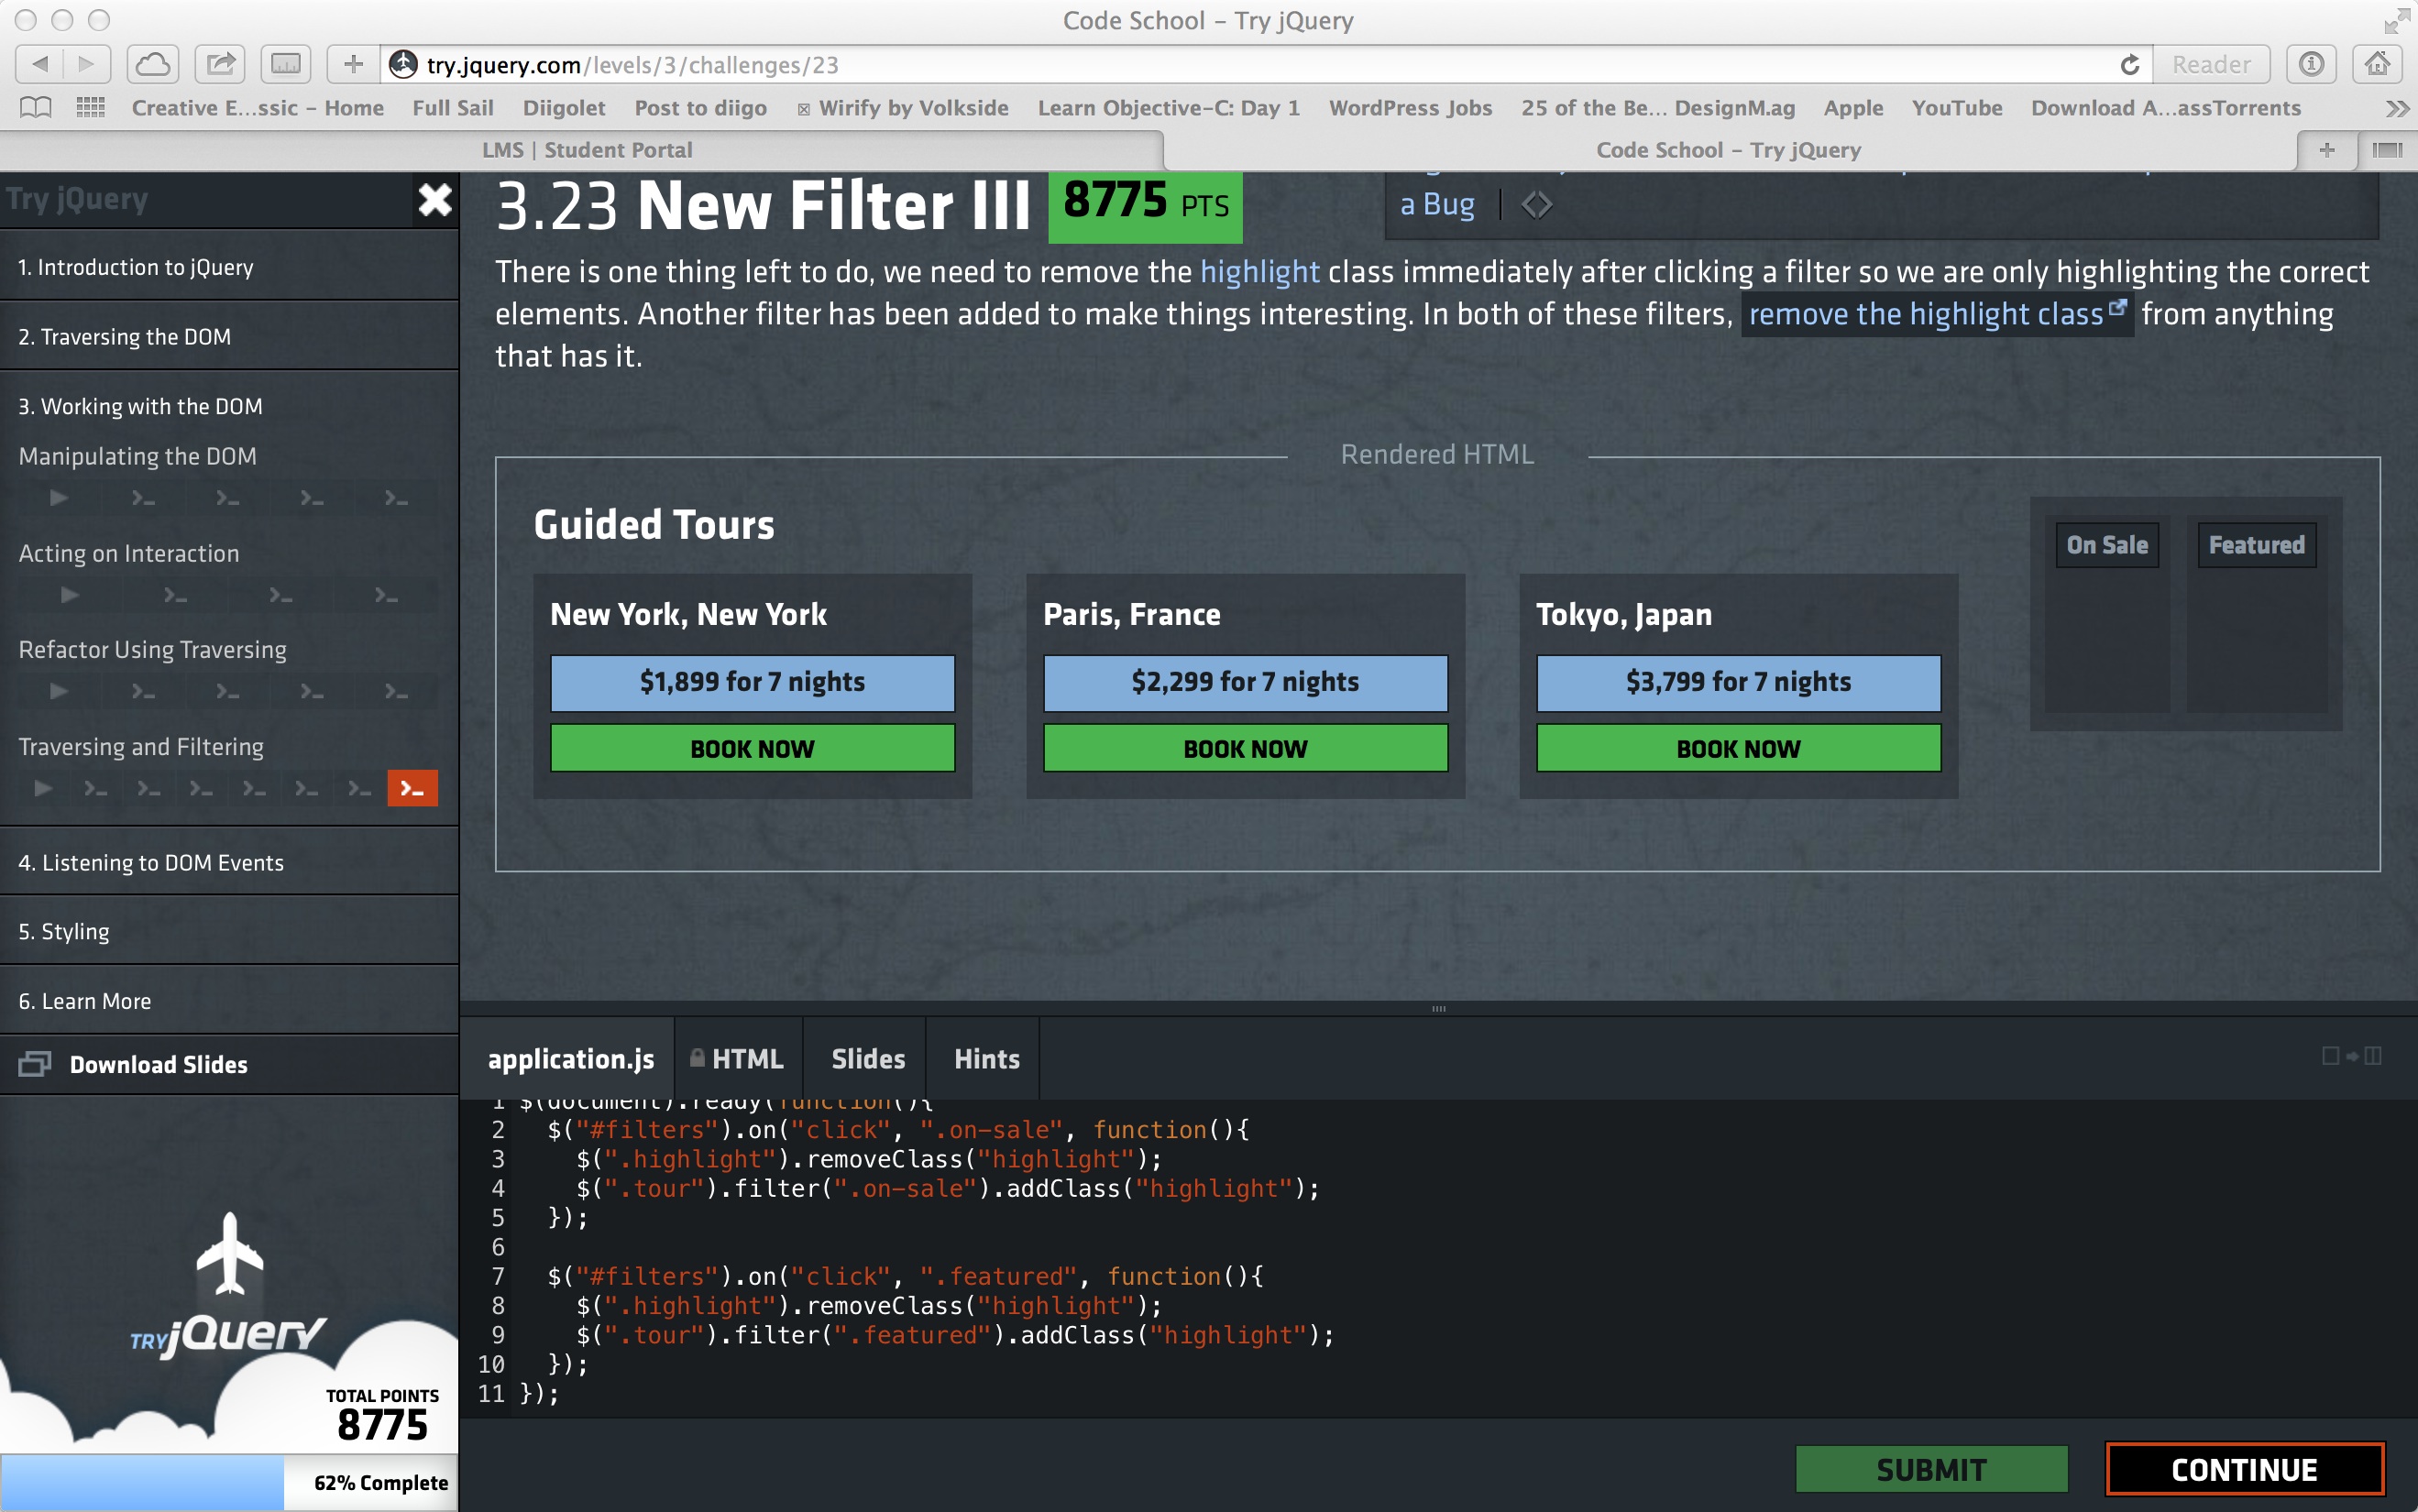 Code School – Try jQuery
try.jquery.com/levels/3/challenges/23
Reader
Creative E...ssic – Home Full Sail Diigolet Post to diigo Wirify by Volkside Learn Objective-C: Day 1 WordPress Jobs 25 of the Be... DesignM.ag Apple YouTube Download A...assTorrents
LMS | Student Portal
Code School – Try jQuery
Try jQuery
1. Introduction to jQuery
2. Traversing the DOM
3. Working with the DOM
Manipulating the DOM
Acting on Interaction
Refactor Using Traversing
Traversing and Filtering
4. Listening to DOM Events
5. Styling
6. Learn More
Download Slides
TRY jQuery
TOTAL POINTS
8775
62% Complete
3.23 New Filter III 8775 PTS
a Bug |
There is one thing left to do, we need to remove the highlight class immediately after clicking a filter so we are only highlighting the correct
elements. Another filter has been added to make things interesting. In both of these filters, remove the highlight class from anything
that has it.
Rendered HTML
Guided Tours
On Sale Featured
New York, New York
$1,899 for 7 nights
BOOK NOW
Paris, France
$2,299 for 7 nights
BOOK NOW
Tokyo, Japan
$3,799 for 7 nights
BOOK NOW
application.js HTML Slides Hints
1 $(document).ready(function(){
2 $("#filters").on("click", ".on-sale", function(){
3 $(".highlight").removeClass("highlight");
4 $(".tour").filter(".on-sale").addClass("highlight");
5 });
6
7 $("#filters").on("click", ".featured", function(){
8 $(".highlight").removeClass("highlight");
9 $(".tour").filter(".featured").addClass("highlight");
10 });
11 });
SUBMIT CONTINUE